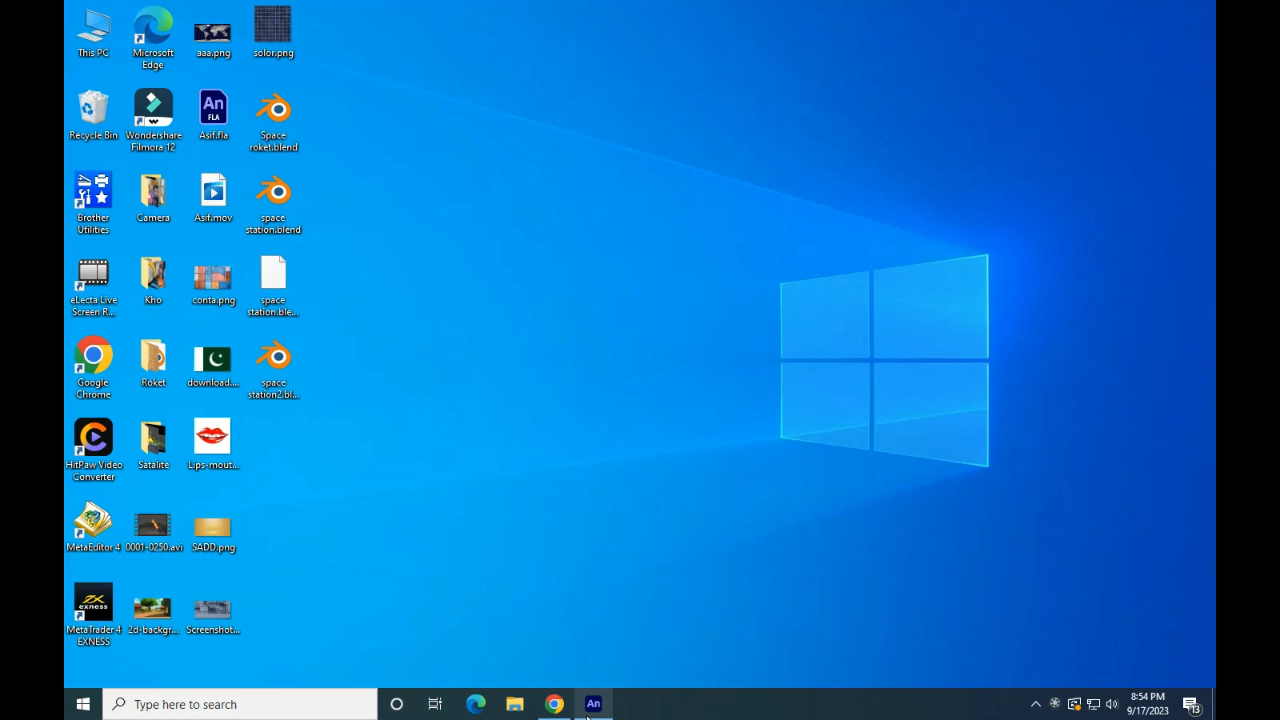 This PC
Microsoft
Edge
aaa.png
solor.png
Recycle Bin
Wondershare
Filmora 12
An
FLA
Asif.fla
Space
roket.blend
Brother
Utilities
Camera
Asif.mov
space
station.blend
eLecta Live
Screen R...
Kho
conta.png
space
station.ble...
Google
Chrome
Roket
download....
space
station2.bl...
HitPaw Video
Converter
Satalite
Lips-mout...
MetaEditor 4
0001-0250.avi
SADD.png
exness
MetaTrader 4
EXNESS
2d-backgr...
Screenshot...
Type here to search
An
8:54 PM
9/17/2023
13